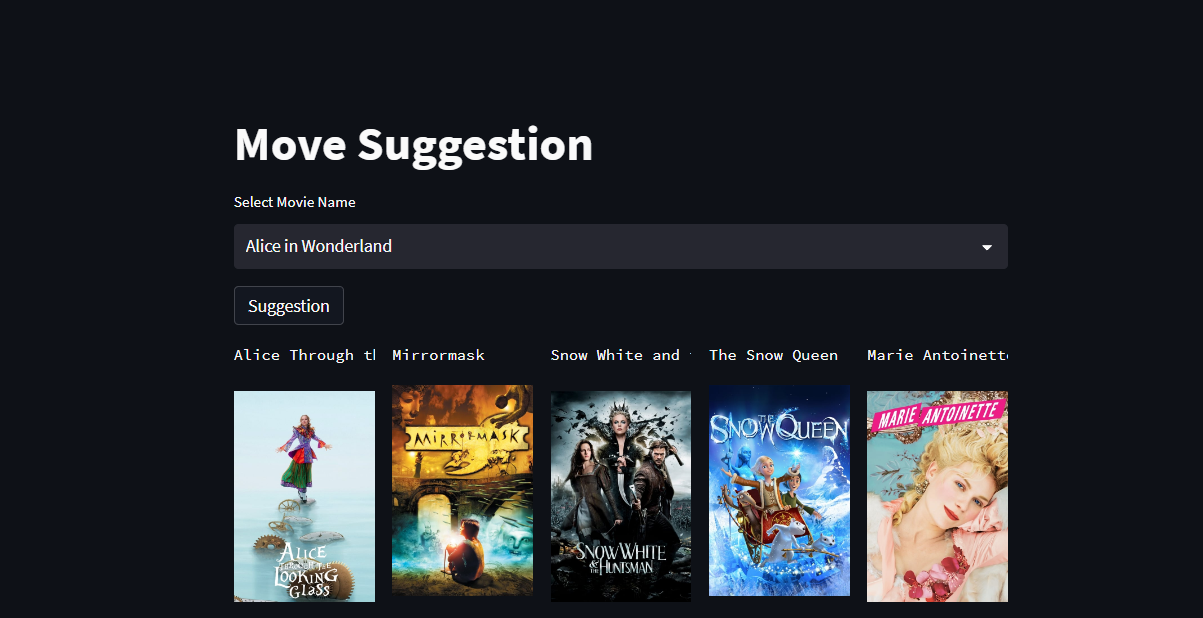 Move Suggestion
Select Movie Name
Alice in Wonderland
Suggestion
Alice Through th
Mirrormask
Snow White and
The Snow Queen
Marie Antoinette
ALICE
THROUGH THE
LOOKING
GLASS
MIRRORMASK
SNOW WHITE
& THE HUNTSMAN
THE
SNOW QUEEN
MARIE ANTOINETTE